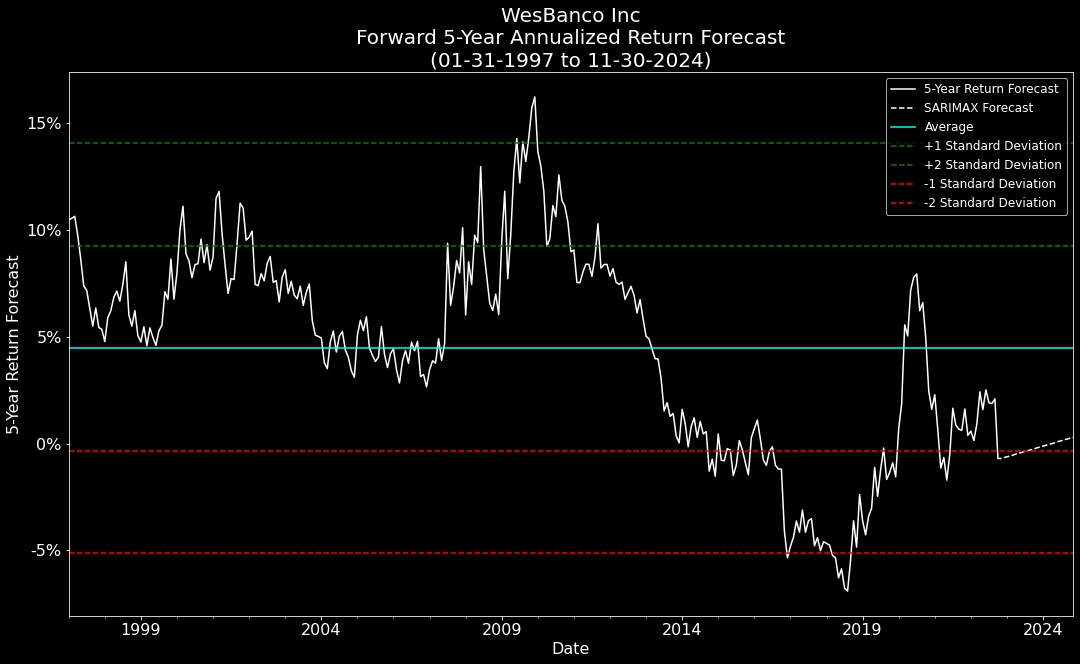 WesBanco Inc
Forward 5-Year Annualized Return Forecast
(01-31-1997 to 11-30-2024)
5-Year Return Forecast
SARIMAX Forecast
Average
+1 Standard Deviation
+2 Standard Deviation
-1 Standard Deviation
-2 Standard Deviation
5-Year Return Forecast
15%
10%
5%
0%
-5%
1999 2004 2009 2014 2019 2024
Date